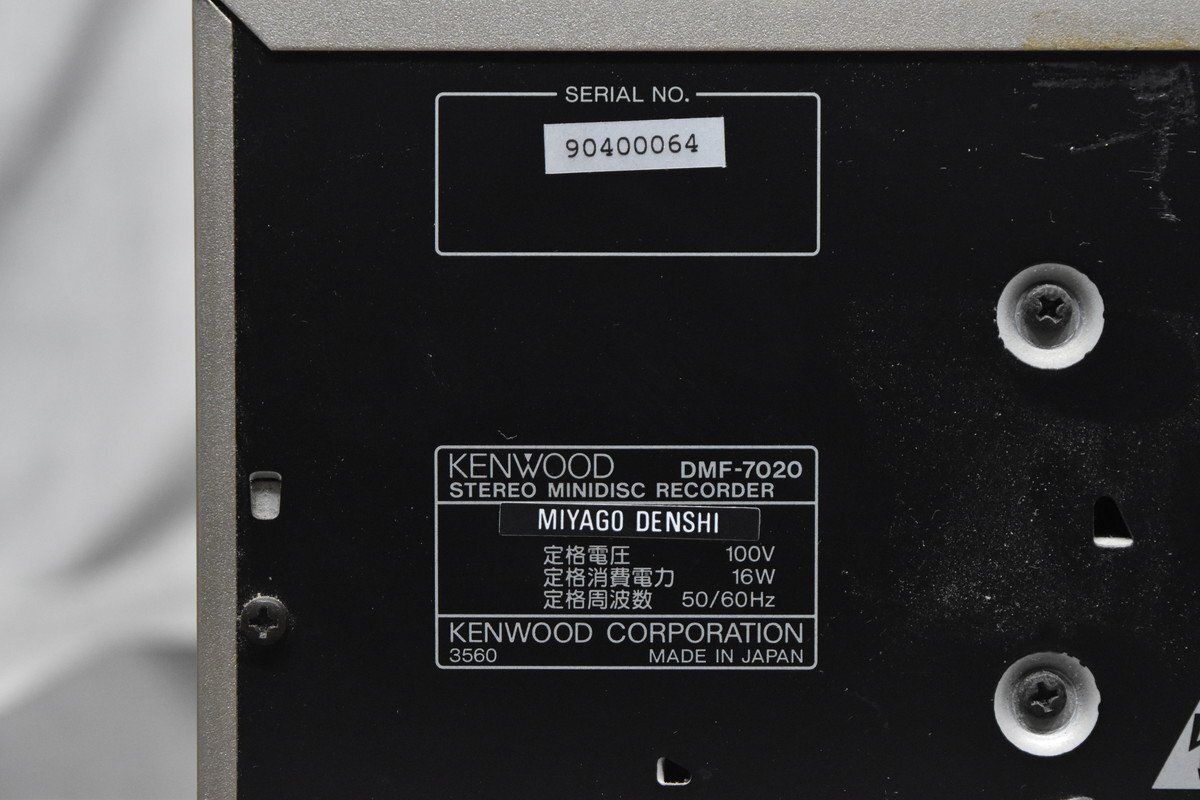 SERIAL NO.
90400064
KENWOOD DMF-7020
STEREO MINIDISC RECORDER
MIYAGO DENSHI
定格電圧 100V
定格消費電力 16W
定格周波数 50/60Hz
KENWOOD CORPORATION
3560 MADE IN JAPAN